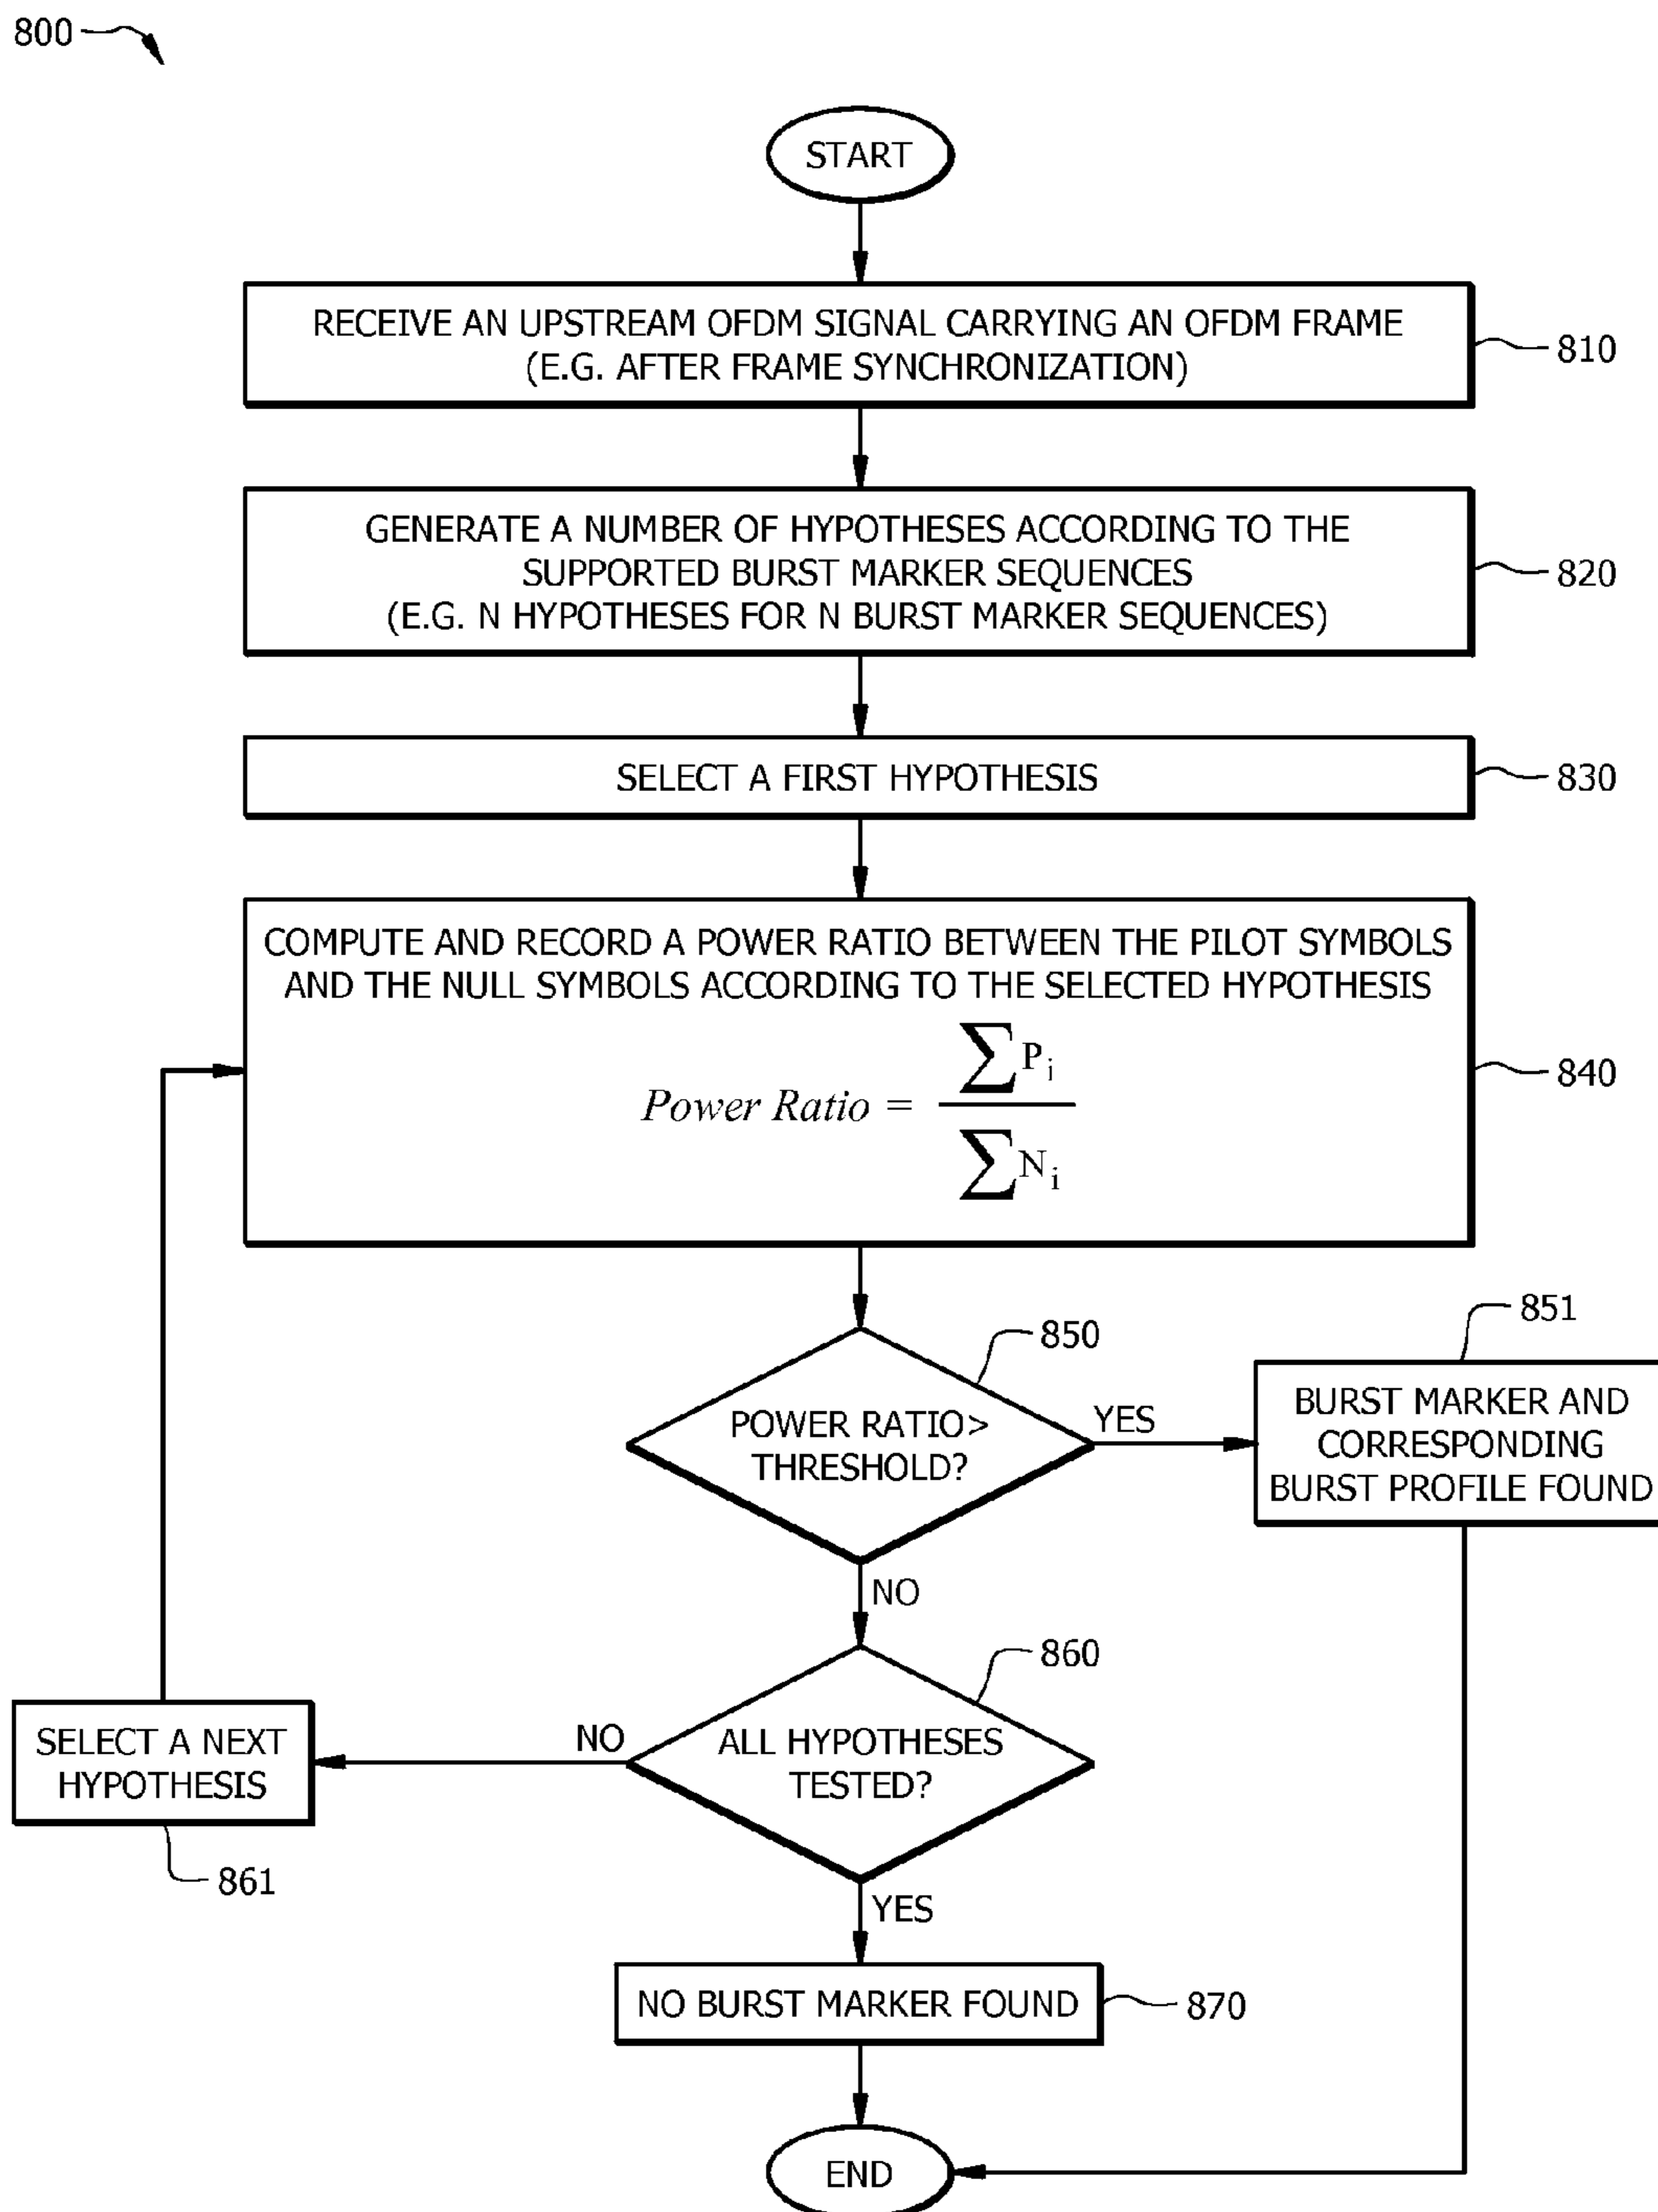 800
START
RECEIVE AN UPSTREAM OFDM SIGNAL CARRYING AN OFDM FRAME
(E.G. AFTER FRAME SYNCHRONIZATION)
810
GENERATE A NUMBER OF HYPOTHESES ACCORDING TO THE
SUPPORTED BURST MARKER SEQUENCES
(E.G. N HYPOTHESES FOR N BURST MARKER SEQUENCES)
820
SELECT A FIRST HYPOTHESIS
830
COMPUTE AND RECORD A POWER RATIO BETWEEN THE PILOT SYMBOLS
AND THE NULL SYMBOLS ACCORDING TO THE SELECTED HYPOTHESIS
Power Ratio = ∑Pᵢ / ∑Nᵢ
840
850
POWER RATIO>
THRESHOLD?
YES
851
BURST MARKER AND
CORRESPONDING
BURST PROFILE FOUND
NO
860
ALL HYPOTHESES
TESTED?
NO
SELECT A NEXT
HYPOTHESIS
861
YES
NO BURST MARKER FOUND
870
END